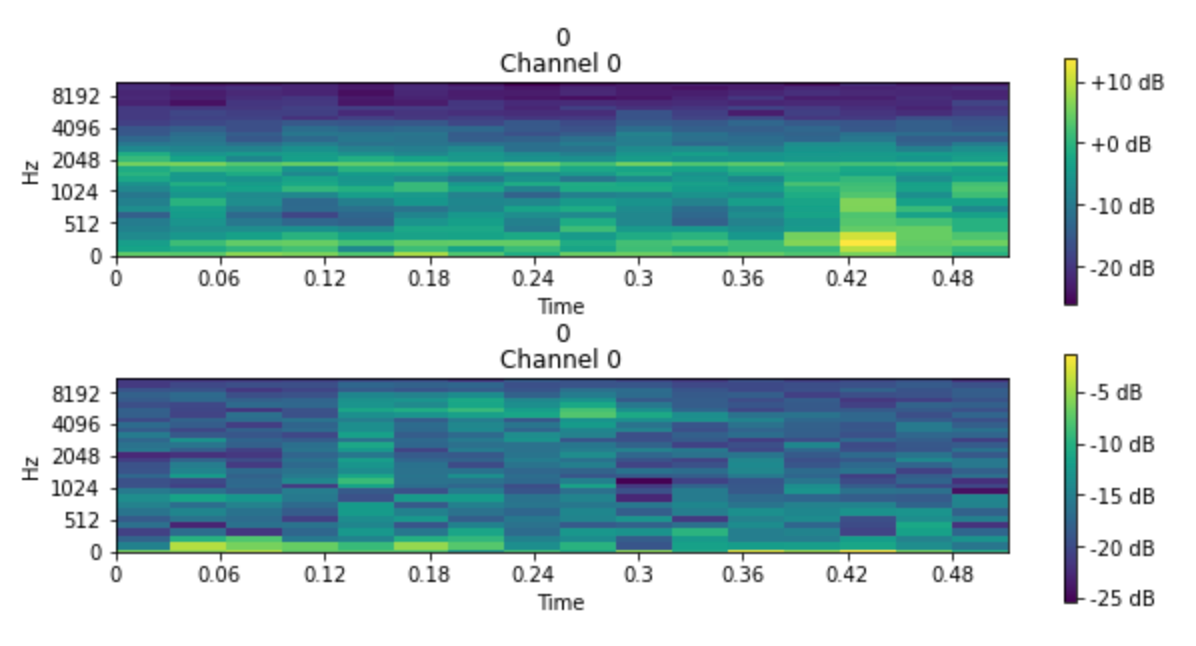 0
Channel 0
8192
4096
2048
1024
512
0
Hz
0 0.06 0.12 0.18 0.24 0.3 0.36 0.42 0.48
Time
+10 dB
+0 dB
-10 dB
-20 dB
0
Channel 0
8192
4096
2048
1024
512
0
Hz
0 0.06 0.12 0.18 0.24 0.3 0.36 0.42 0.48
Time
-5 dB
-10 dB
-15 dB
-20 dB
-25 dB